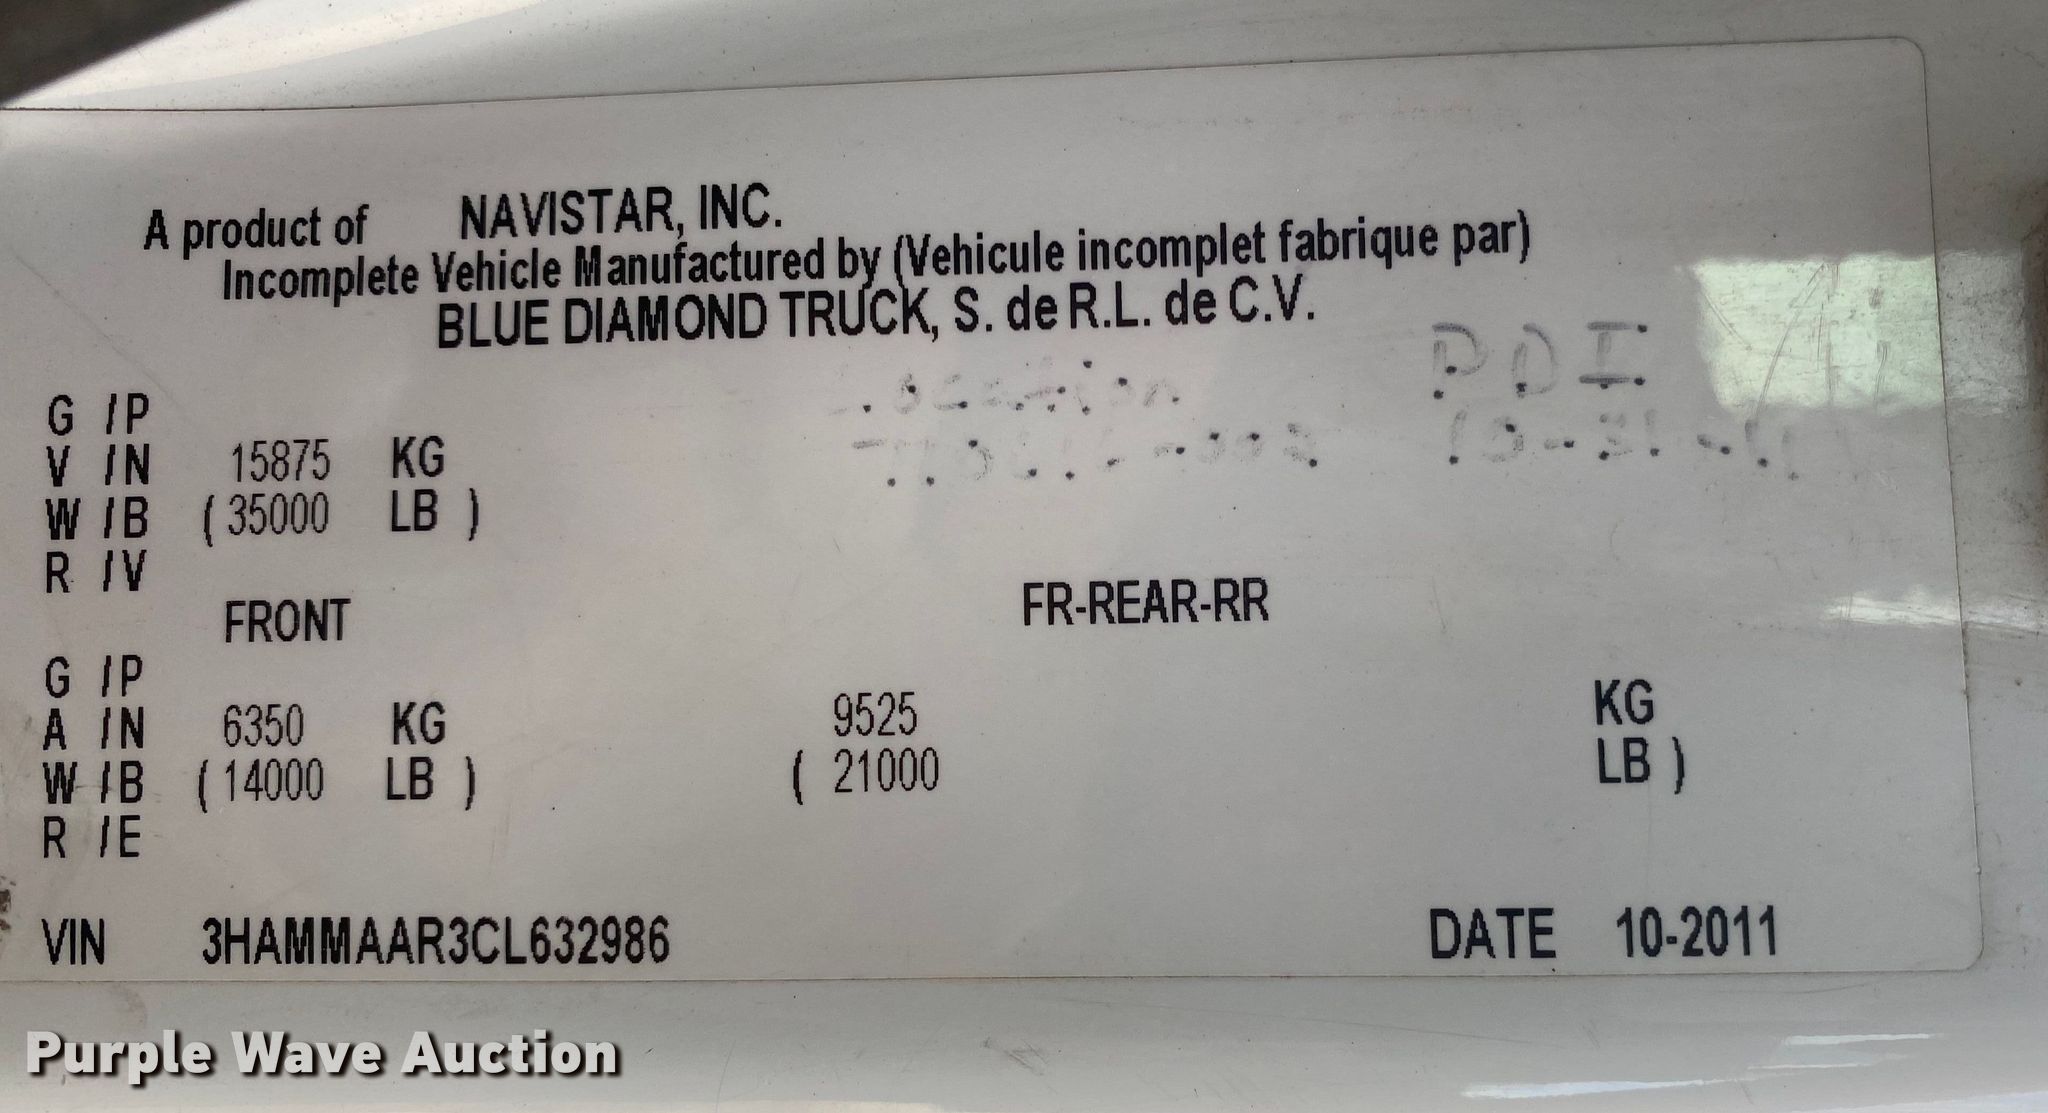 A product of NAVISTAR, INC.
Incomplete Vehicle Manufactured by (Vehicule incomplet fabrique par)
BLUE DIAMOND TRUCK, S. de R.L. de C.V.
PDI
G /P
V /N 15875 KG
W /B ( 35000 LB )
R /V
FRONT FR-REAR-RR
G /P
A /N 6350 KG 9525 KG
W /B ( 14000 LB ) ( 21000 LB )
R /E
VIN 3HAMMAAR3CL632986 DATE 10-2011
Purple Wave Auction